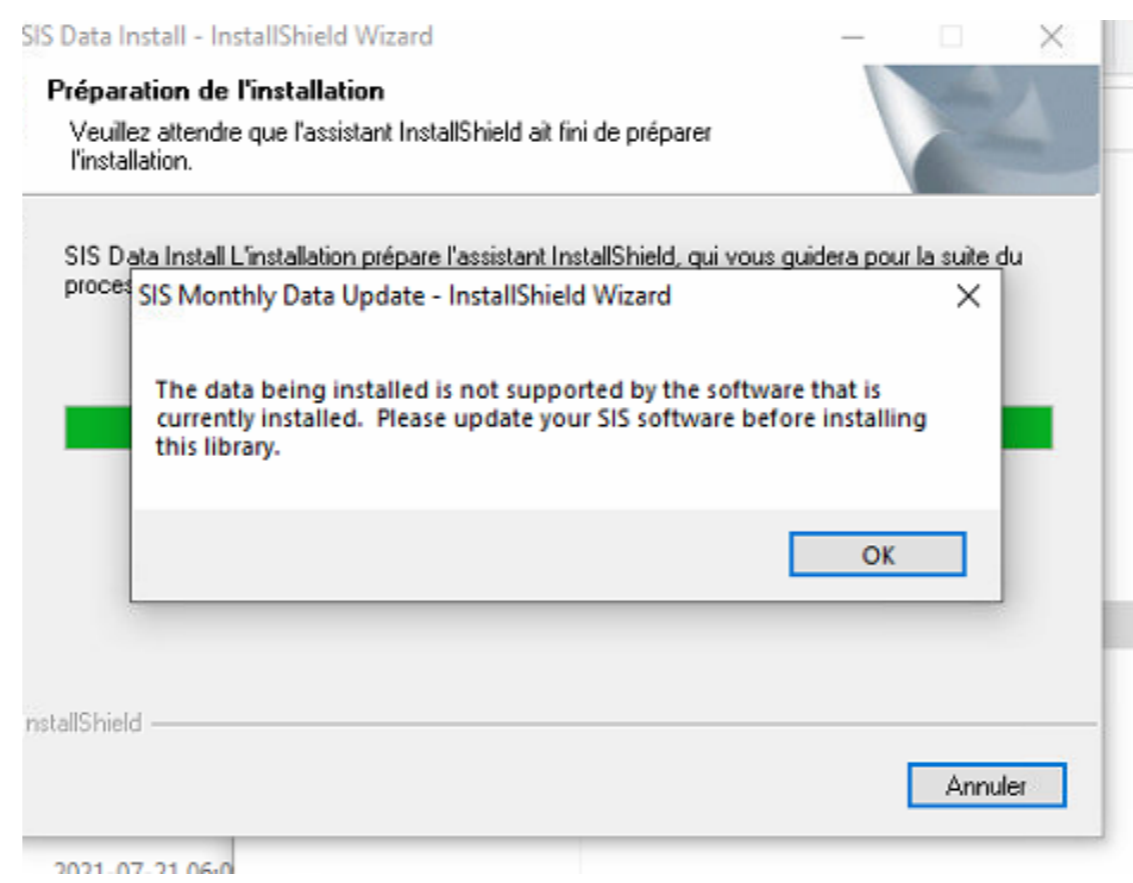 SIS Data Install - InstallShield Wizard
Préparation de l'installation
Veuillez attendre que l'assistant InstallShield ait fini de préparer
l'installation.
SIS Data Install L'installation prépare l'assistant InstallShield, qui vous guidera pour la suite du
SIS Monthly Data Update - InstallShield Wizard
The data being installed is not supported by the software that is
currently installed.  Please update your SIS software before installing
this library.
OK
Annuler